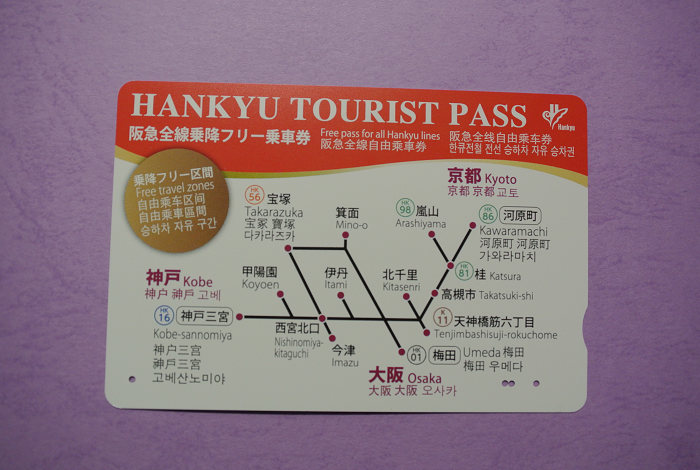 HANKYU TOURIST PASS
Hankyu
阪急全線乗降フリー乗車券
Free pass for all Hankyu lines
阪急全線自由乗車券
阪急全线自由乘车券
한큐전철 전선 승하차 자유 승차권
乗降フリー区間
Free travel zones
自由乘车区间
自由乗車區間
승하차 자유 구간
京都 Kyoto
京都 京都 교토
HK 56 宝塚
Takarazuka
宝冢 寶塚
다카라즈카
箕面
Mino-o
HK 98 嵐山
Arashiyama
HK 86 河原町
Kawaramachi
河原町 河原町
가와라마치
HK 81 桂 Katsura
神戸 Kobe
神户 神戶 고베
甲陽園
Koyoen
伊丹
Itami
北千里
Kitasenri
高槻市 Takatsuki-shi
HK 16 神戸三宮
Kobe-sannomiya
神户三宫
神戶三宮
고베산노미야
西宮北口
Nishinomiya-
kitaguchi
今津
Imazu
K 11 天神橋筋六丁目
Tenjimbashisuji-rokuchome
HK 01 梅田 Umeda 梅田
梅田 우메다
大阪 Osaka
大阪 大阪 오사카